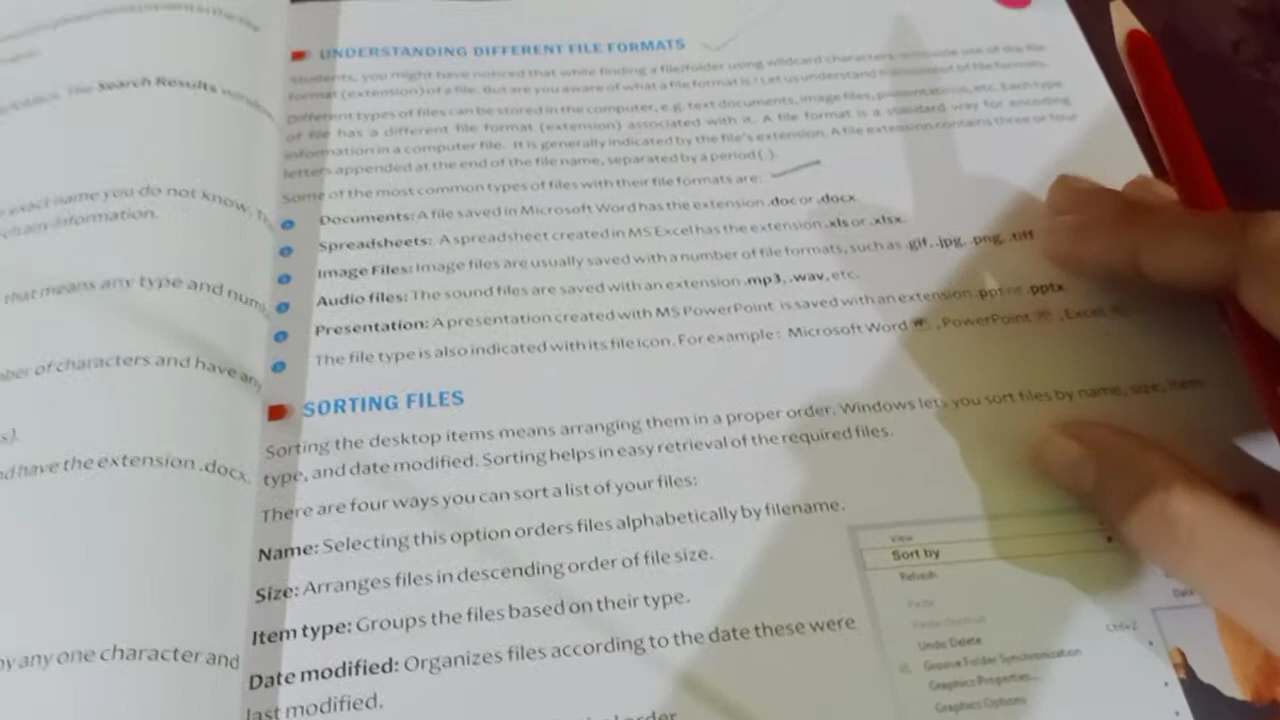 Search Results
exact name you do not know. T
that means any type and num
ber of characters and have any
s).
d have the extension .docx.
by any one character and
UNDERSTANDING DIFFERENT FILE FORMATS
Students, you might have noticed that while finding a file/folder using wildcard characters use of the file
format (extension) of a file. But are you aware of what a file format is? Let us understand of file formats.
Different types of files can be stored in the computer, e.g. text documents, image files, presentations, etc. Each type
of file has a different file format (extension) associated with it. A file format is a standard way for encoding
information in a computer file. It is generally indicated by the file's extension. A file extension contains three or four
letters appended at the end of the file name, separated by a period (.).
Some of the most common types of files with their file formats are:
Documents: A file saved in Microsoft Word has the extension .doc or .docx
Spreadsheets: A spreadsheet created in MS Excel has the extension .xls or .xlsx.
Image Files: Image files are usually saved with a number of file formats, such as .gif, .jpg, .png, .tiff
Audio files: The sound files are saved with an extension .mp3, .wav, etc.
Presentation: A presentation created with MS PowerPoint is saved with an extension .ppt or .pptx
The file type is also indicated with its file icon. For example : Microsoft Word , PowerPoint , Excel
SORTING FILES
Sorting the desktop items means arranging them in a proper order. Windows lets you sort files by name, size, item
type, and date modified. Sorting helps in easy retrieval of the required files.
There are four ways you can sort a list of your files:
Name: Selecting this option orders files alphabetically by filename.
Size: Arranges files in descending order of file size.
Item type: Groups the files based on their type.
Date modified: Organizes files according to the date these were
last modified.
order
View
Sort by
Refresh
Paste
Undo Delete
Ctrl+Z
Groove Folder Synchronization
Graphics Properties...
Graphics Options